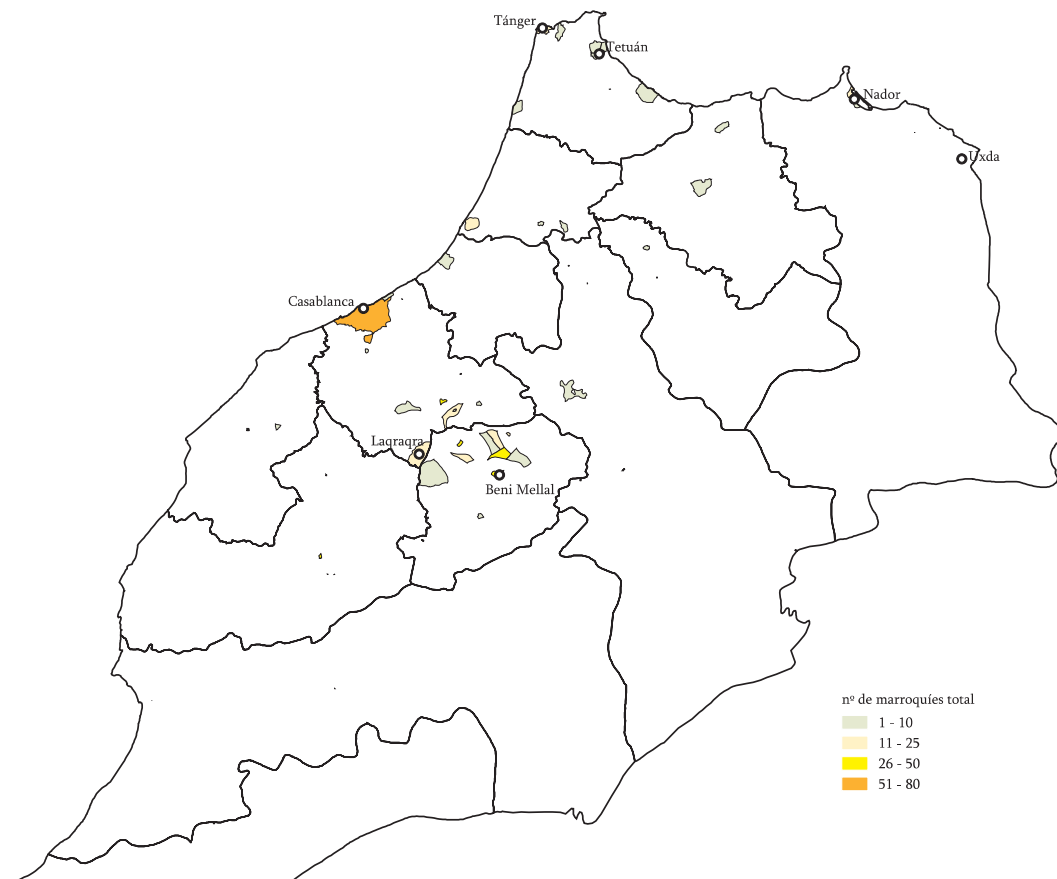 Tánger
Tetuán
Nador
Uxda
Casablanca
Laqraqra
Beni Mellal
nº de marroquíes total
1 - 10
11 - 25
26 - 50
51 - 80